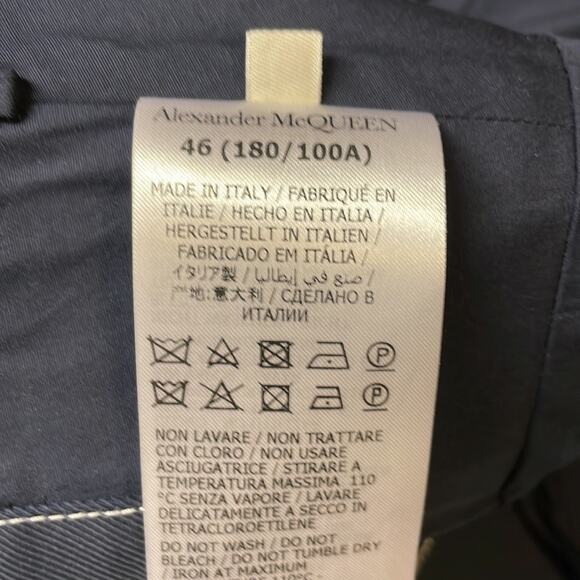 Alexander McQUEEN
46 (180/100A)
MADE IN ITALY / FABRIQUÉ EN
ITALIE / HECHO EN ITALIA /
HERGESTELLT IN ITALIEN /
FABRICADO EM ITÁLIA /
イタリア製 / صنع في إيطاليا /
产地:意大利 / СДЕЛАНО В
ИТАЛИИ
P
P
NON LAVARE / NON TRATTARE
CON CLORO / NON USARE
ASCIUGATRICE / STIRARE A
TEMPERATURA MASSIMA 110
°C SENZA VAPORE / LAVARE
DELICATAMENTE A SECCO IN
TETRACLOROETILENE
DO NOT WASH / DO NOT
BLEACH / DO NOT TUMBLE DRY
/ IRON AT MAXIMUM